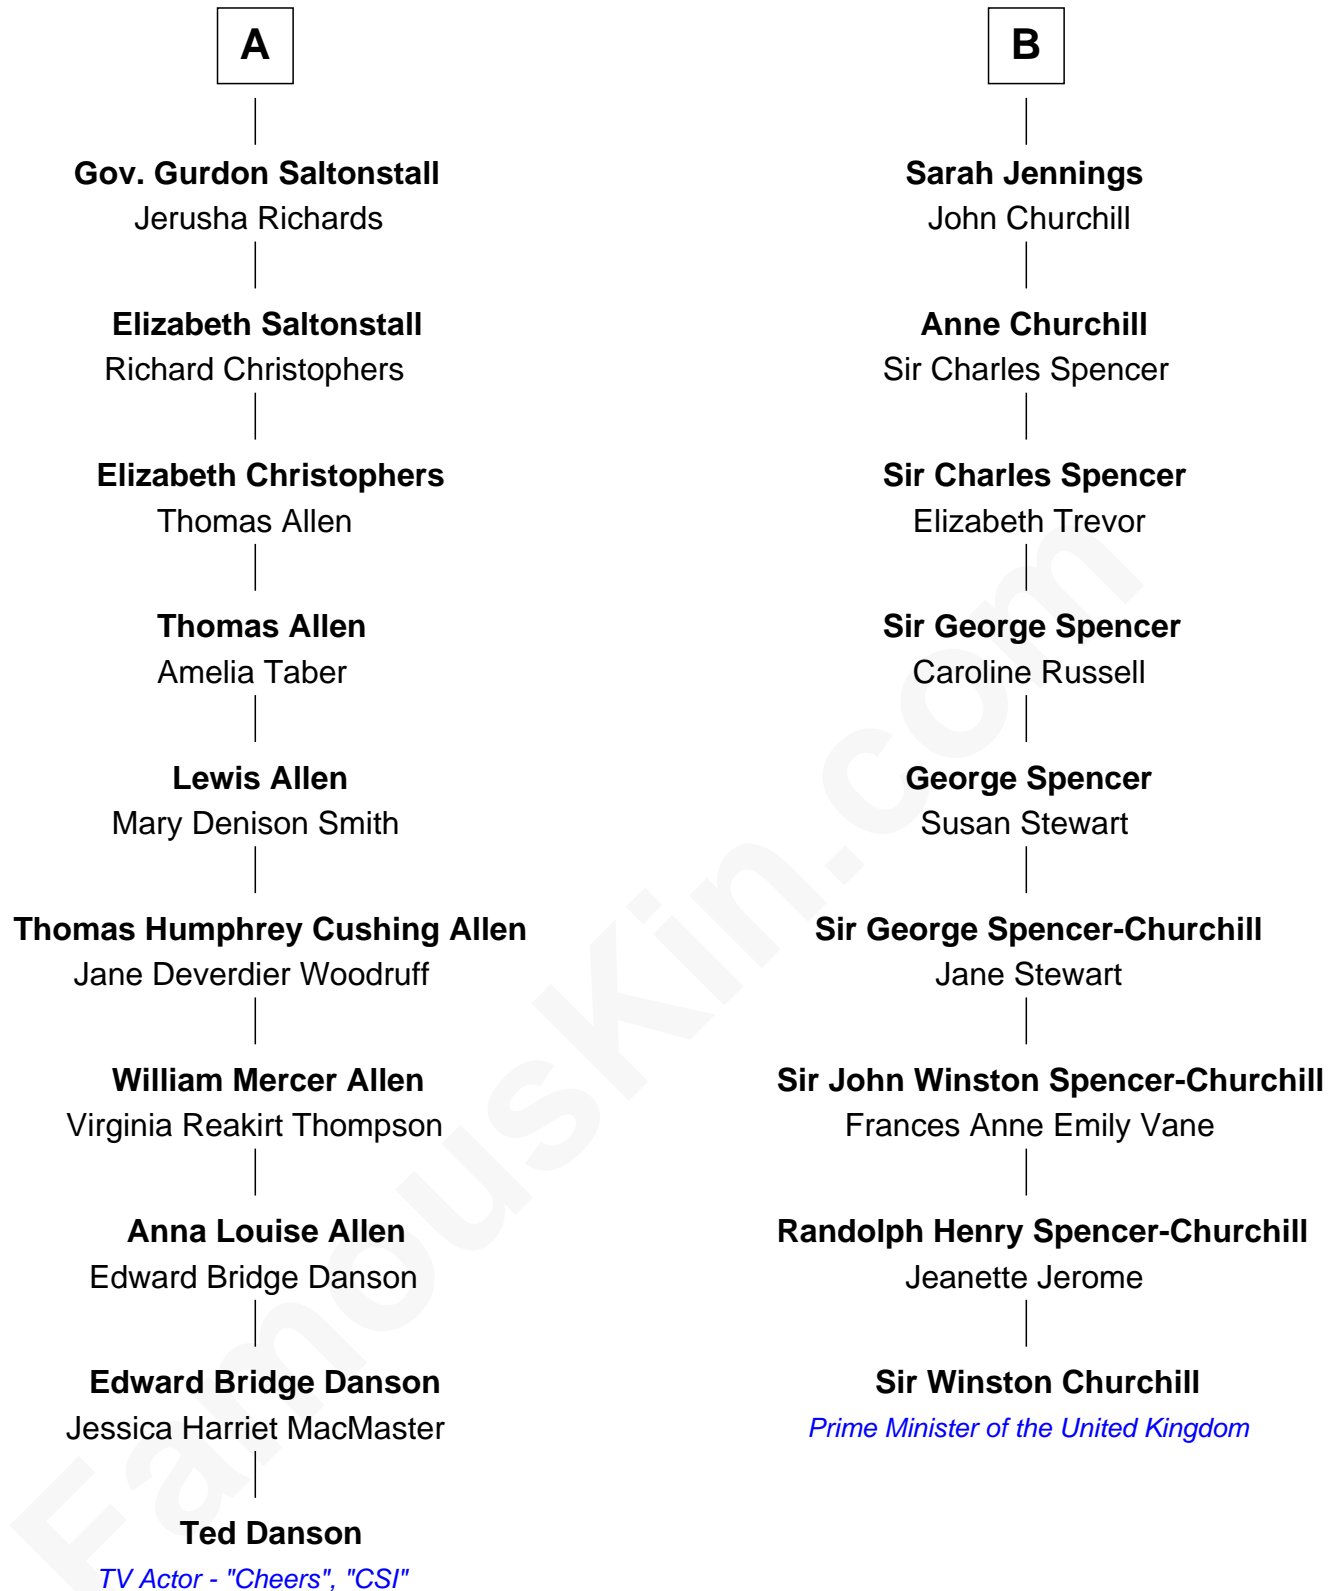 A
Gov. Gurdon Saltonstall
Jerusha Richards
Elizabeth Saltonstall
Richard Christophers
Elizabeth Christophers
Thomas Allen
Thomas Allen
Amelia Taber
Lewis Allen
Mary Denison Smith
Thomas Humphrey Cushing Allen
Jane Deverdier Woodruff
William Mercer Allen
Virginia Reakirt Thompson
Anna Louise Allen
Edward Bridge Danson
Edward Bridge Danson
Jessica Harriet MacMaster
Ted Danson
TV Actor - "Cheers", "CSI"
B
Sarah Jennings
John Churchill
Anne Churchill
Sir Charles Spencer
Sir Charles Spencer
Elizabeth Trevor
Sir George Spencer
Caroline Russell
George Spencer
Susan Stewart
Sir George Spencer-Churchill
Jane Stewart
Sir John Winston Spencer-Churchill
Frances Anne Emily Vane
Randolph Henry Spencer-Churchill
Jeanette Jerome
Sir Winston Churchill
Prime Minister of the United Kingdom
FamousKin.com